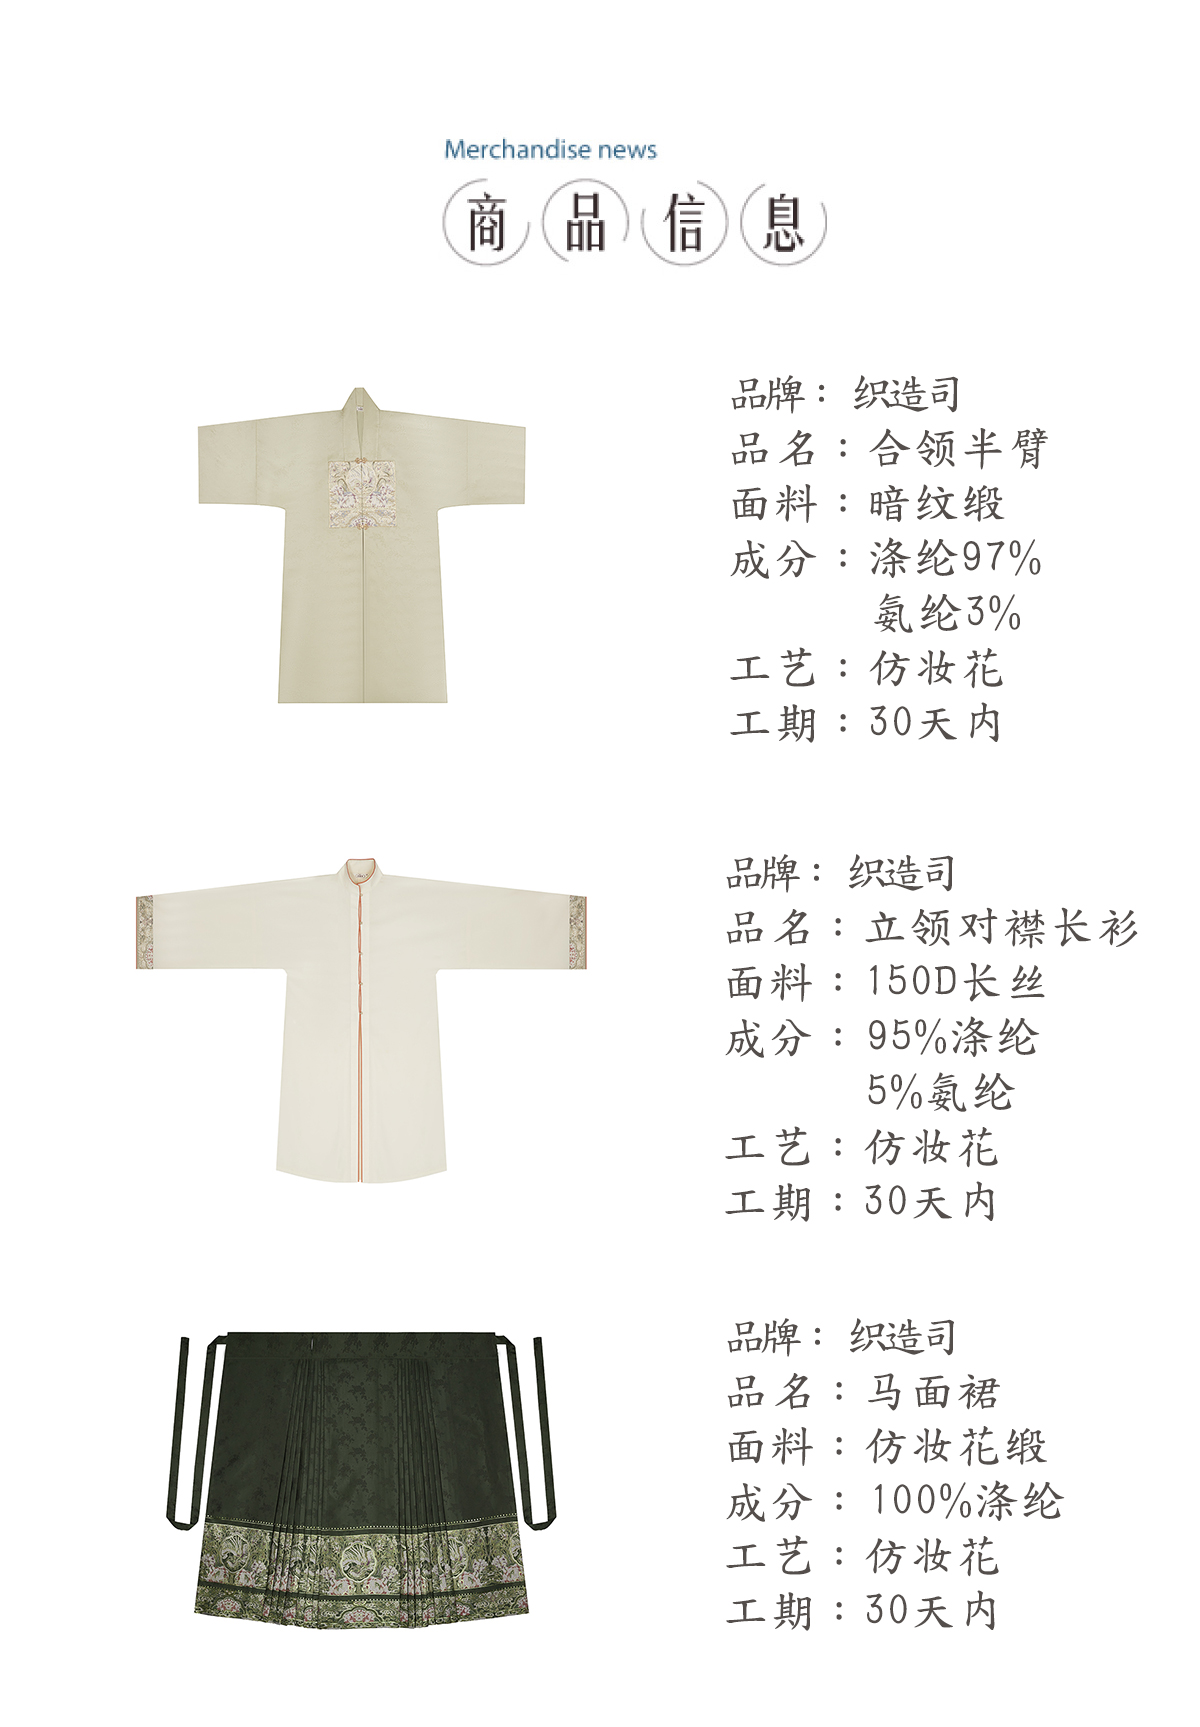 Merchandise news
商品信息
品牌：织造司
品名：合领半臂
面料：暗纹缎
成分：涤纶97%
氨纶3%
工艺：仿妆花
工期：30天内
品牌：织造司
品名：立领对襟长衫
面料：150D长丝
成分：95%涤纶
5%氨纶
工艺：仿妆花
工期：30天内
品牌：织造司
品名：马面裙
面料：仿妆花缎
成分：100%涤纶
工艺：仿妆花
工期：30天内